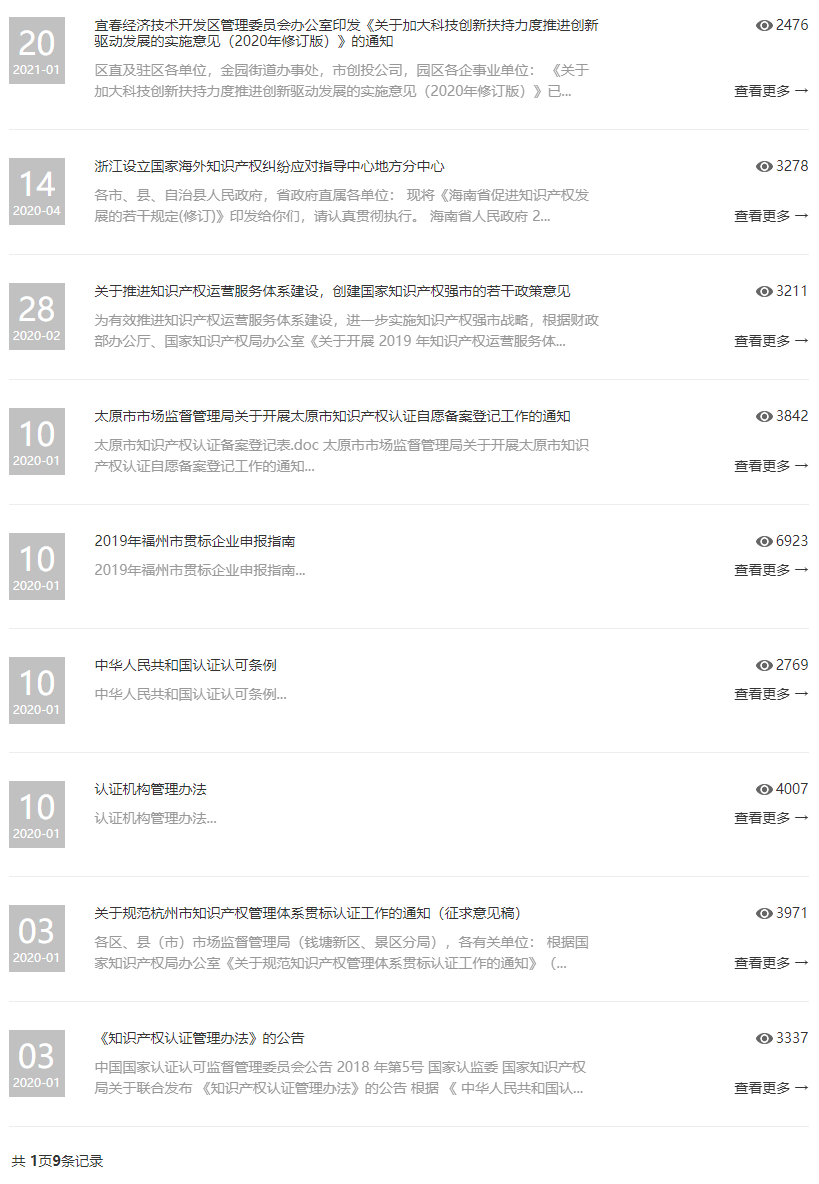 20
2021-01
宜春经济技术开发区管理委员会办公室印发《关于加大科技创新扶持力度推进创新
驱动发展的实施意见（2020年修订版）》的通知
2476
区直及驻区各单位，金园街道办事处，市创投公司，园区各企事业单位： 《关于
加大科技创新扶持力度推进创新驱动发展的实施意见（2020年修订版）》已...
查看更多 →
14
2020-04
浙江设立国家海外知识产权纠纷应对指导中心地方分中心
3278
各市、县、自治县人民政府，省政府直属各单位： 现将《海南省促进知识产权发
展的若干规定(修订)》印发给你们，请认真贯彻执行。 海南省人民政府 2...
查看更多 →
28
2020-02
关于推进知识产权运营服务体系建设，创建国家知识产权强市的若干政策意见
3211
为有效推进知识产权运营服务体系建设，进一步实施知识产权强市战略，根据财政
部办公厅、国家知识产权局办公室《关于开展 2019 年知识产权运营服务体...
查看更多 →
10
2020-01
太原市市场监督管理局关于开展太原市知识产权认证自愿备案登记工作的通知
3842
太原市知识产权认证备案登记表.doc 太原市市场监督管理局关于开展太原市知识
产权认证自愿备案登记工作的通知...
查看更多 →
10
2020-01
2019年福州市贯标企业申报指南
6923
2019年福州市贯标企业申报指南...
查看更多 →
10
2020-01
中华人民共和国认证认可条例
2769
中华人民共和国认证认可条例...
查看更多 →
10
2020-01
认证机构管理办法
4007
认证机构管理办法...
查看更多 →
03
2020-01
关于规范杭州市知识产权管理体系贯标认证工作的通知（征求意见稿）
3971
各区、县（市）市场监督管理局（钱塘新区、景区分局），各有关单位： 根据国
家知识产权局办公室《关于规范知识产权管理体系贯标认证工作的通知》（...
查看更多 →
03
2020-01
《知识产权认证管理办法》的公告
3337
中国国家认证认可监督管理委员会公告 2018 年第5号 国家认监委 国家知识产权
局关于联合发布 《知识产权认证管理办法》的公告 根据 《 中华人民共和国认...
查看更多 →
共 1页9条记录